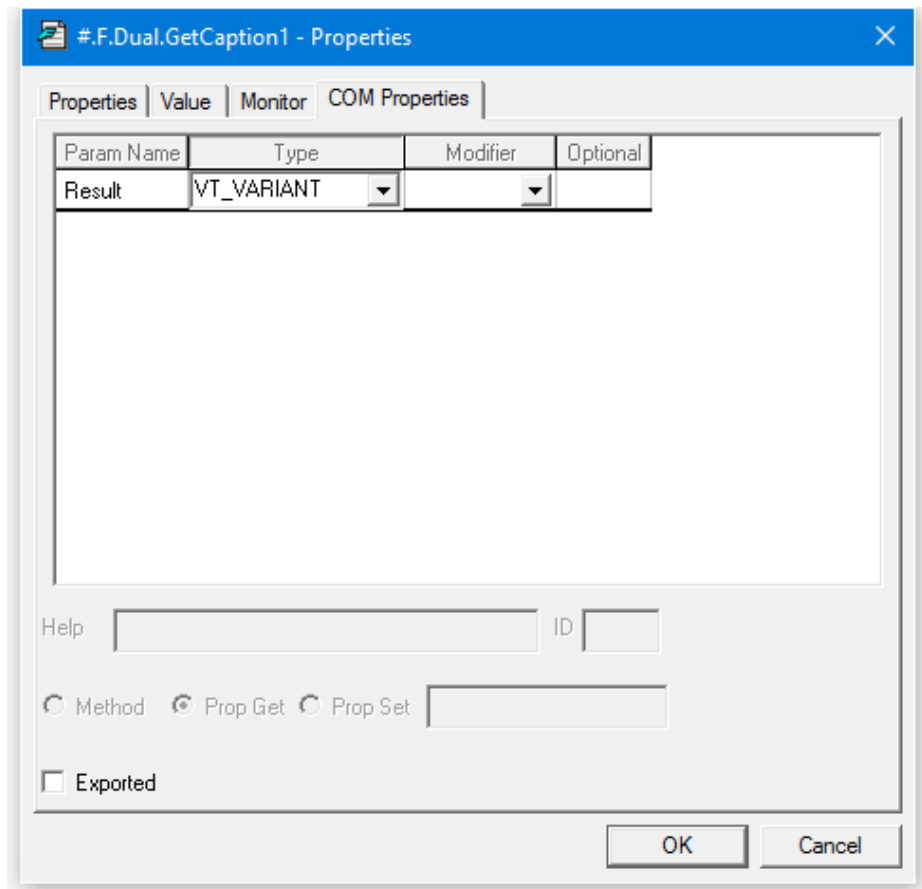 #.F.Dual.GetCaption1 - Properties
Properties Value Monitor COM Properties
Param Name Type Modifier Optional
Result VT_VARIANT
Help ID
Method Prop Get Prop Set
Exported
OK Cancel